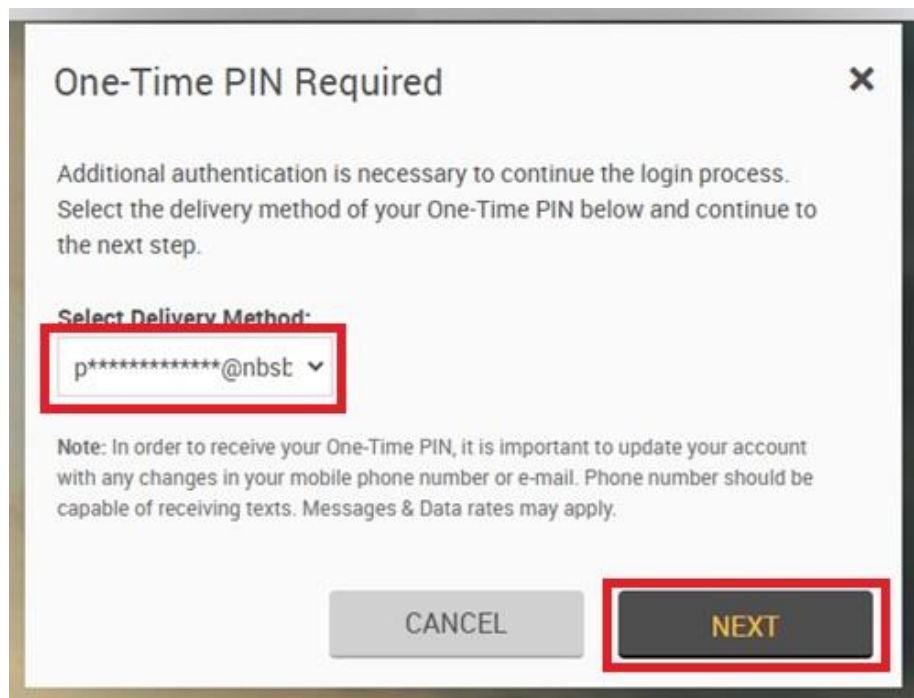 One-Time PIN Required
Additional authentication is necessary to continue the login process.
Select the delivery method of your One-Time PIN below and continue to
the next step.
Select Delivery Method:
p*************@nbsb
Note: In order to receive your One-Time PIN, it is important to update your account
with any changes in your mobile phone number or e-mail. Phone number should be
capable of receiving texts. Messages & Data rates may apply.
CANCEL
NEXT